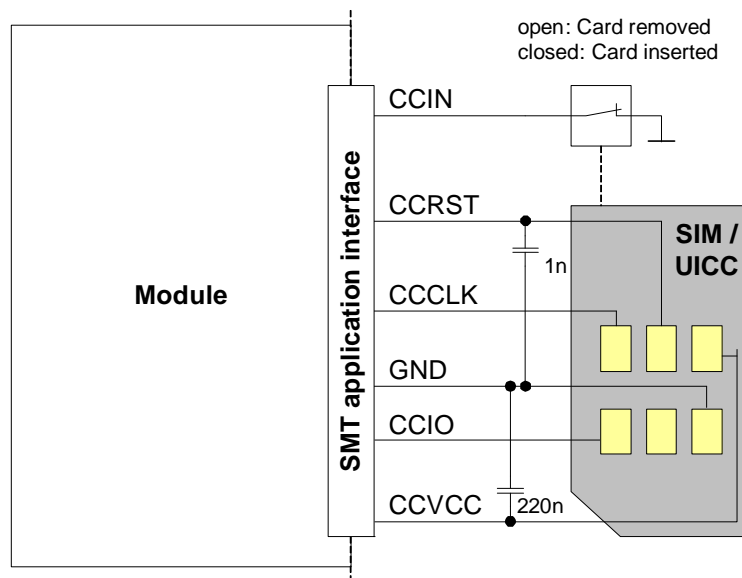 open: Card removed
closed: Card inserted
CCIN
SMT application interface
CCRST
SIM /
UICC
1n
Module
CCCLK
GND
CCIO
CCVCC
220n